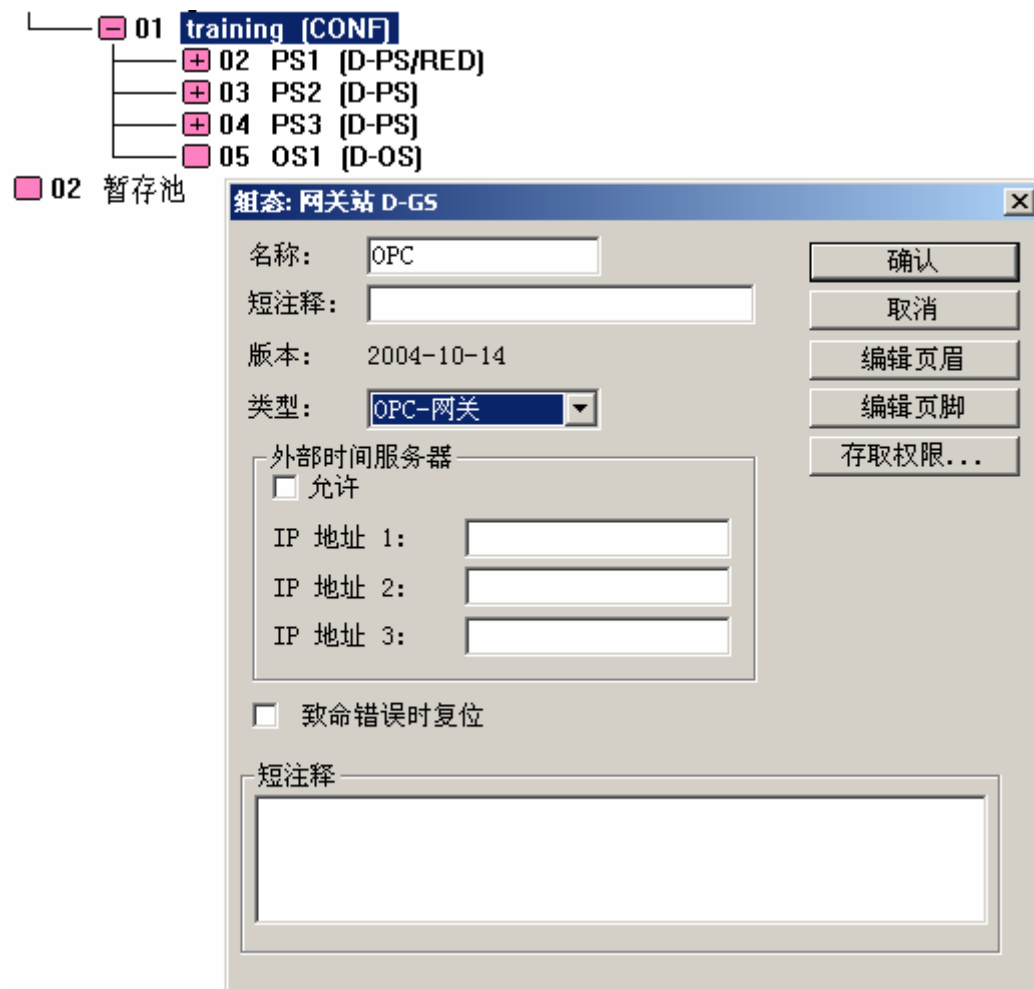 01 training (CONF)
02 PS1 (D-PS/RED)
03 PS2 (D-PS)
04 PS3 (D-PS)
05 OS1 (D-OS)
02 暂存池
组态: 网关站 D-GS
名称: OPC
确认
短注释:
取消
版本: 2004-10-14
编辑页眉
类型: OPC-网关
编辑页脚
外部时间服务器
存取权限...
允许
IP 地址 1:
IP 地址 2:
IP 地址 3:
致命错误时复位
短注释